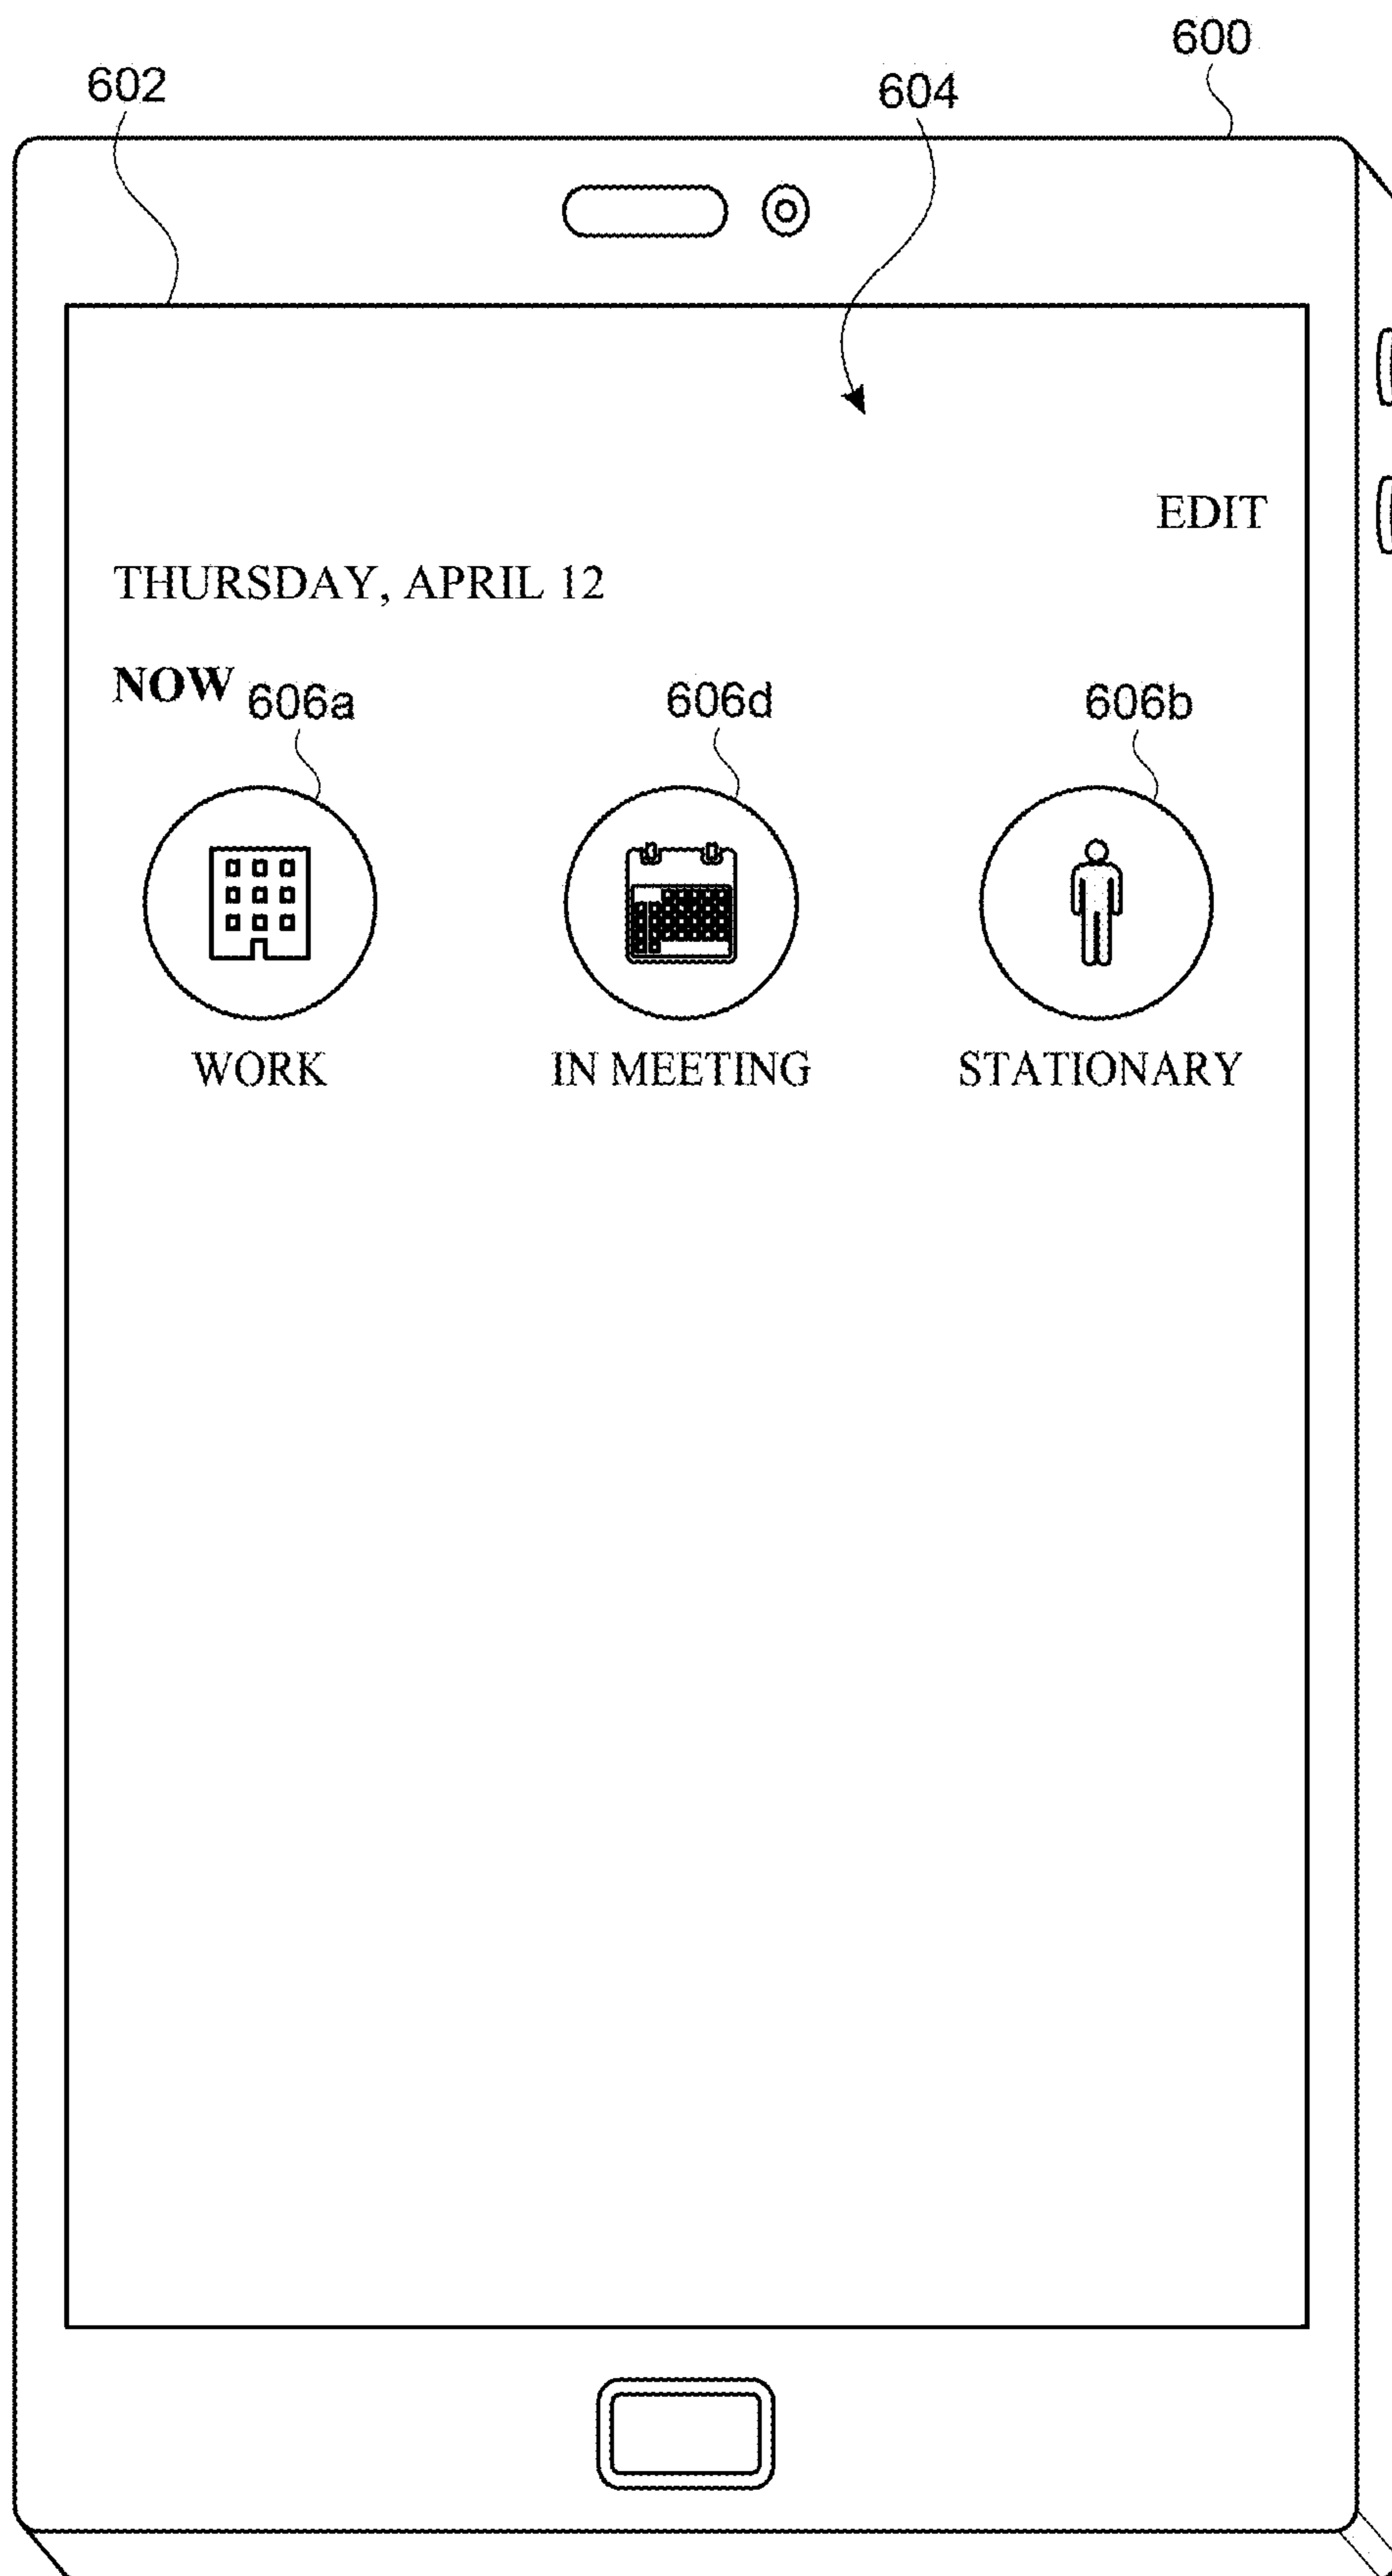 600
602
604
EDIT
THURSDAY, APRIL 12
NOW
606a
606d
606b
WORK
IN MEETING
STATIONARY